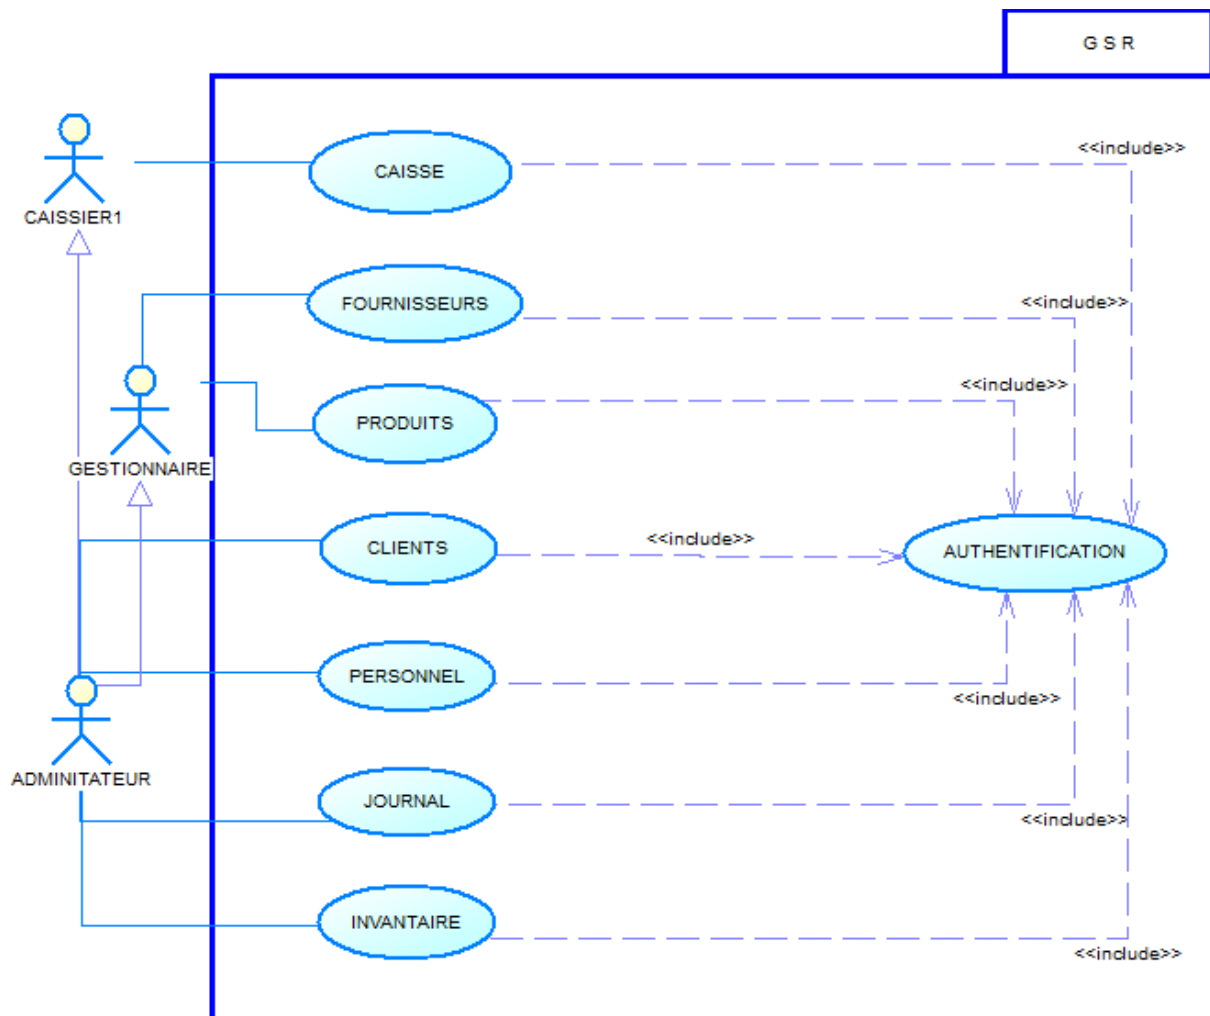 G S R
<<include>>
CAISSE
CAISSIER1
<<include>>
FOURNISSEURS
<<include>>
PRODUITS
GESTIONNAIRE
<<include>>
CLIENTS
AUTHENTIFICATION
PERSONNEL
<<include>>
ADMINITATEUR
JOURNAL
<<include>>
INVANTAIRE
<<include>>